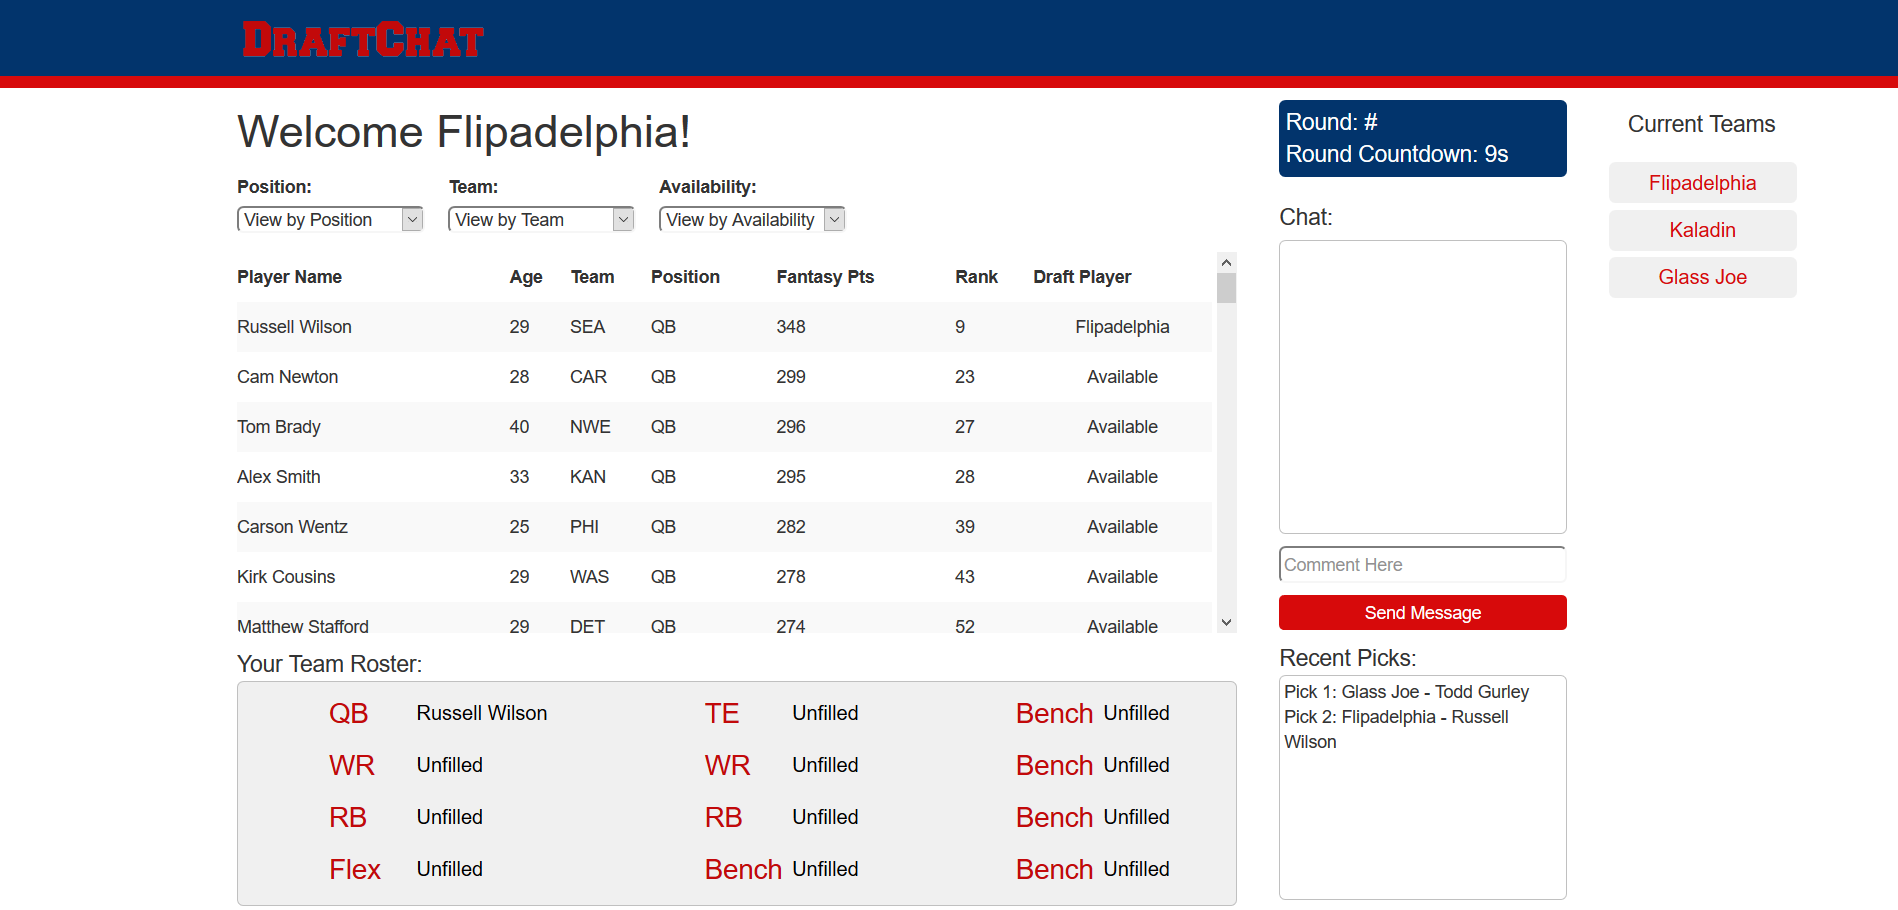 DRAFTCHAT
Welcome Flipadelphia!
Position: Team: Availability:
View by Position View by Team View by Availability
Player Name Age Team Position Fantasy Pts Rank Draft Player
Russell Wilson 29 SEA QB 348 9 Flipadelphia
Cam Newton 28 CAR QB 299 23 Available
Tom Brady 40 NWE QB 296 27 Available
Alex Smith 33 KAN QB 295 28 Available
Carson Wentz 25 PHI QB 282 39 Available
Kirk Cousins 29 WAS QB 278 43 Available
Matthew Stafford 29 DET QB 274 52 Available
Your Team Roster:
QB Russell Wilson TE Unfilled Bench Unfilled
WR Unfilled WR Unfilled Bench Unfilled
RB Unfilled RB Unfilled Bench Unfilled
Flex Unfilled Bench Unfilled Bench Unfilled
Round: #
Round Countdown: 9s
Chat:
Comment Here
Send Message
Recent Picks:
Pick 1: Glass Joe - Todd Gurley
Pick 2: Flipadelphia - Russell
Wilson
Current Teams
Flipadelphia
Kaladin
Glass Joe